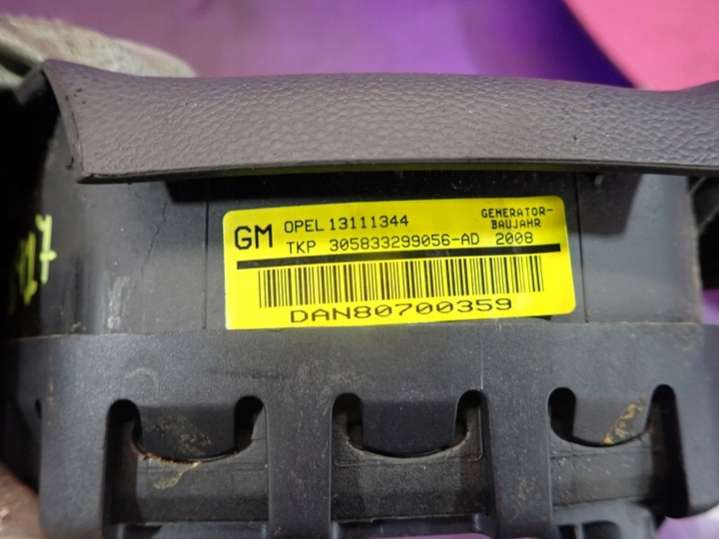 GM OPEL 13111344 GENERATOR-
BAUJAHR
TKP 305833299056-AD 2008
DAN80700359